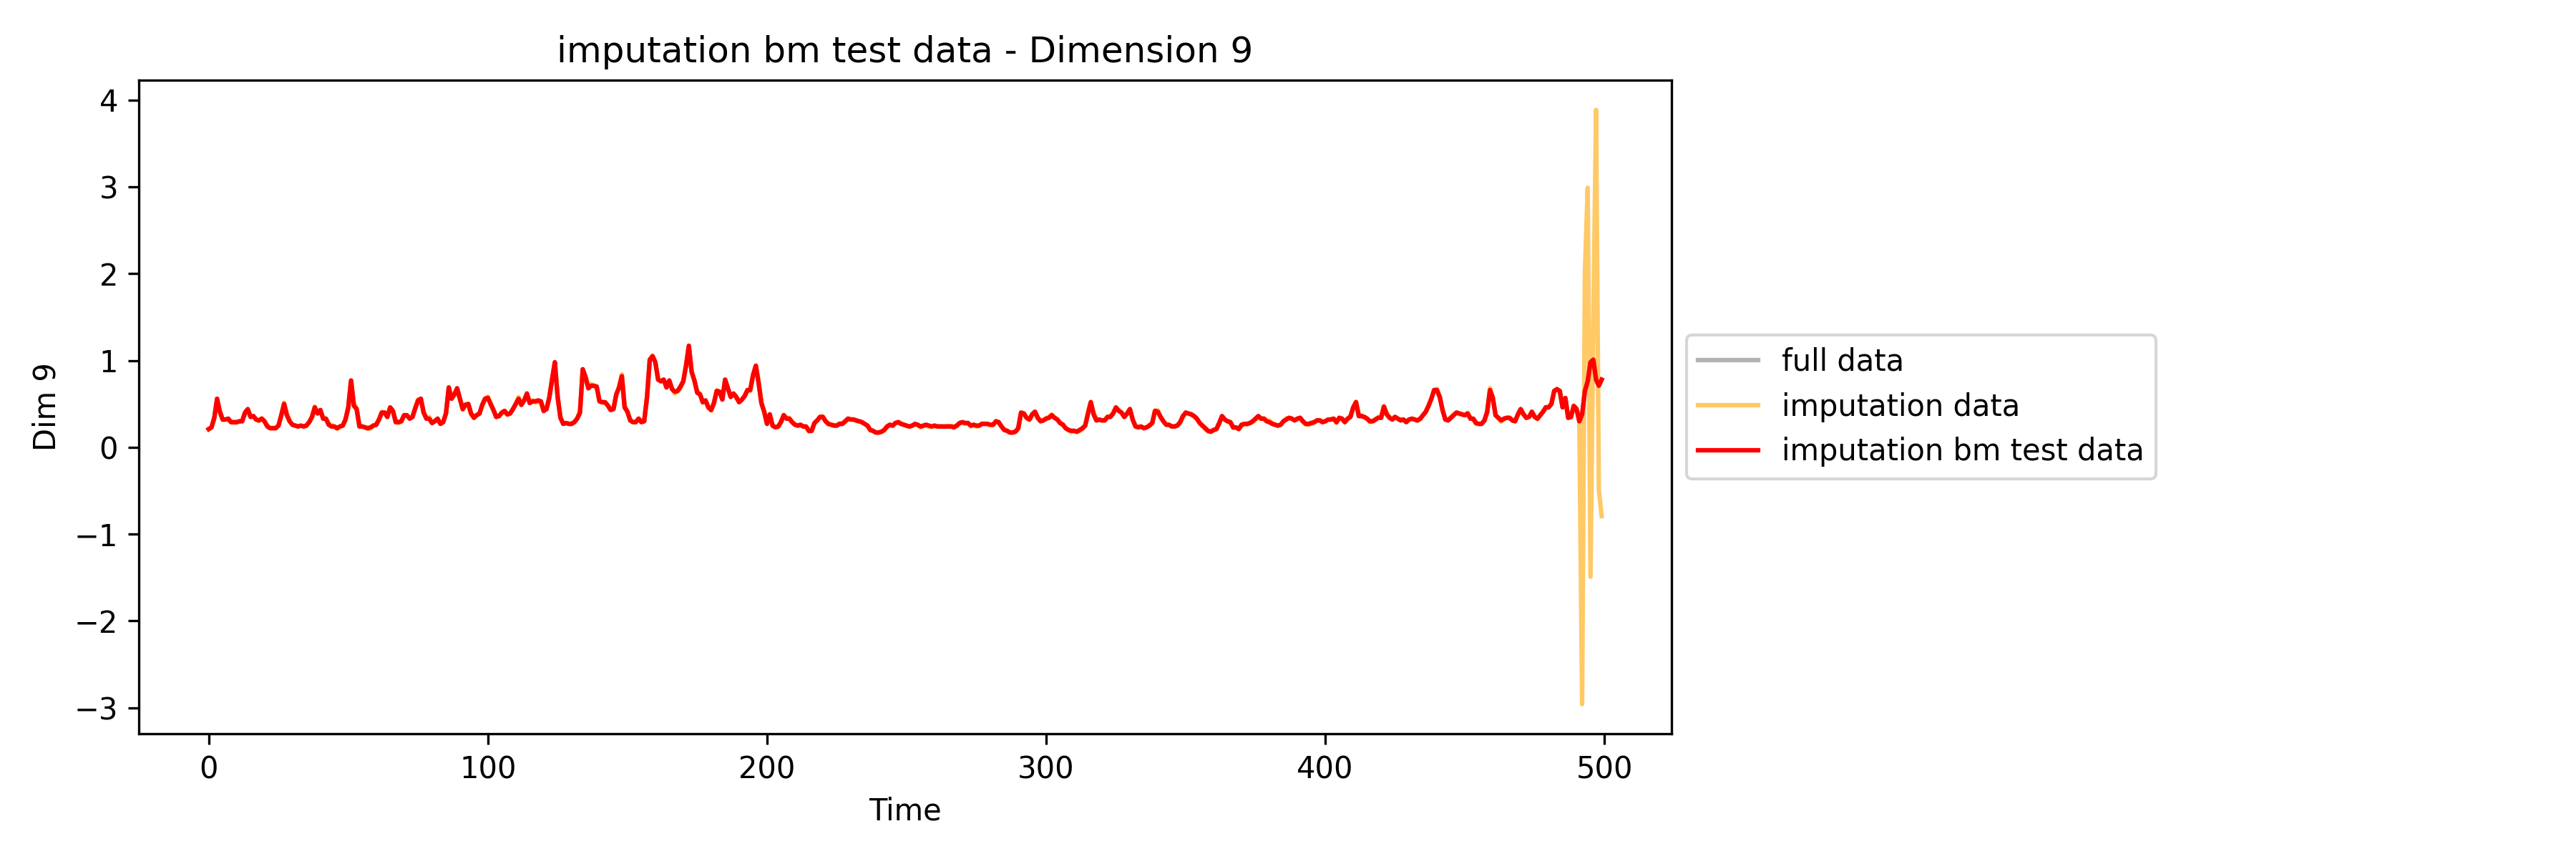 imputation bm test data - Dimension 9
4
3
2
1
0
−1
−2
−3
Dim 9
0 100 200 300 400 500
Time
full data
imputation data
imputation bm test data